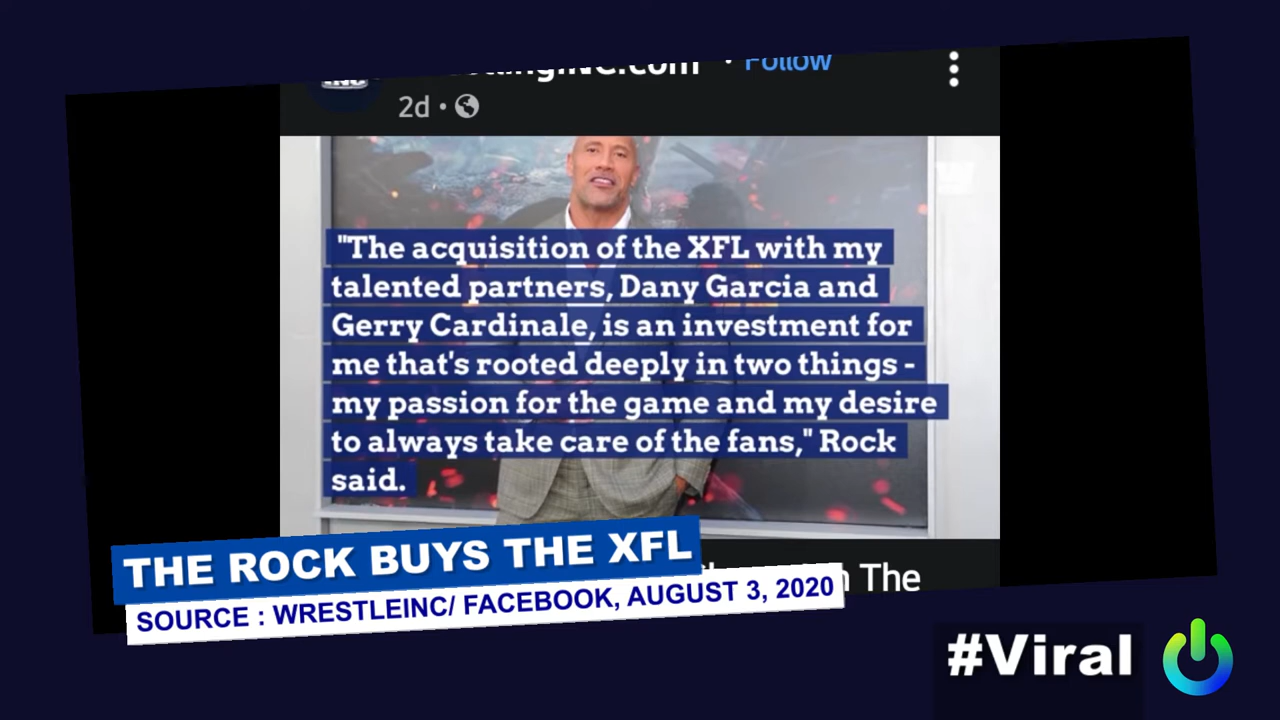 Follow
2d •
"The acquisition of the XFL with my
talented partners, Dany Garcia and
Gerry Cardinale, is an investment for
me that's rooted deeply in two things -
my passion for the game and my desire
to always take care of the fans," Rock
said.
The
THE ROCK BUYS THE XFL
SOURCE : WRESTLEINC/ FACEBOOK, AUGUST 3, 2020
#Viral